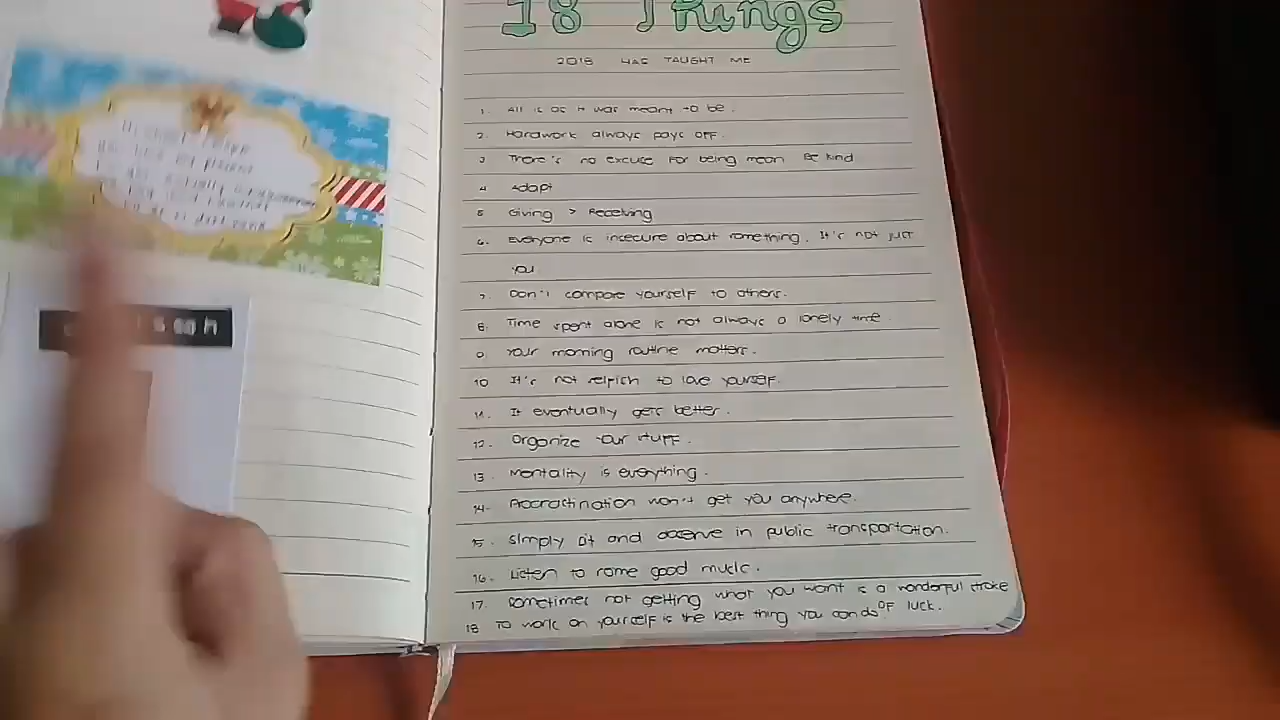 18 Things
2018 HAS TAUGHT ME
1. All is as it was meant to be.
2. Hardwork always pays off.
3 There's no excuse for being mean Be kind
4 Adapt
5 Giving > Receiving
6. Everyone is insecure about something. It's not just
you.
7. Don't compare yourself to others.
8. Time spent alone is not always a lonely time.
9 Your morning routine matters.
10 It's not selfish to love yourself.
11. It eventually gets better.
12. Organize your stuff.
13 Mentality is everything.
14. Procrastination won't get you anywhere.
15. Simply sit and observe in public transportation.
16. Listen to some good music.
17. Sometimes not getting what you want is a wonderful stroke
of luck.
18 To work on yourself is the best thing you can do